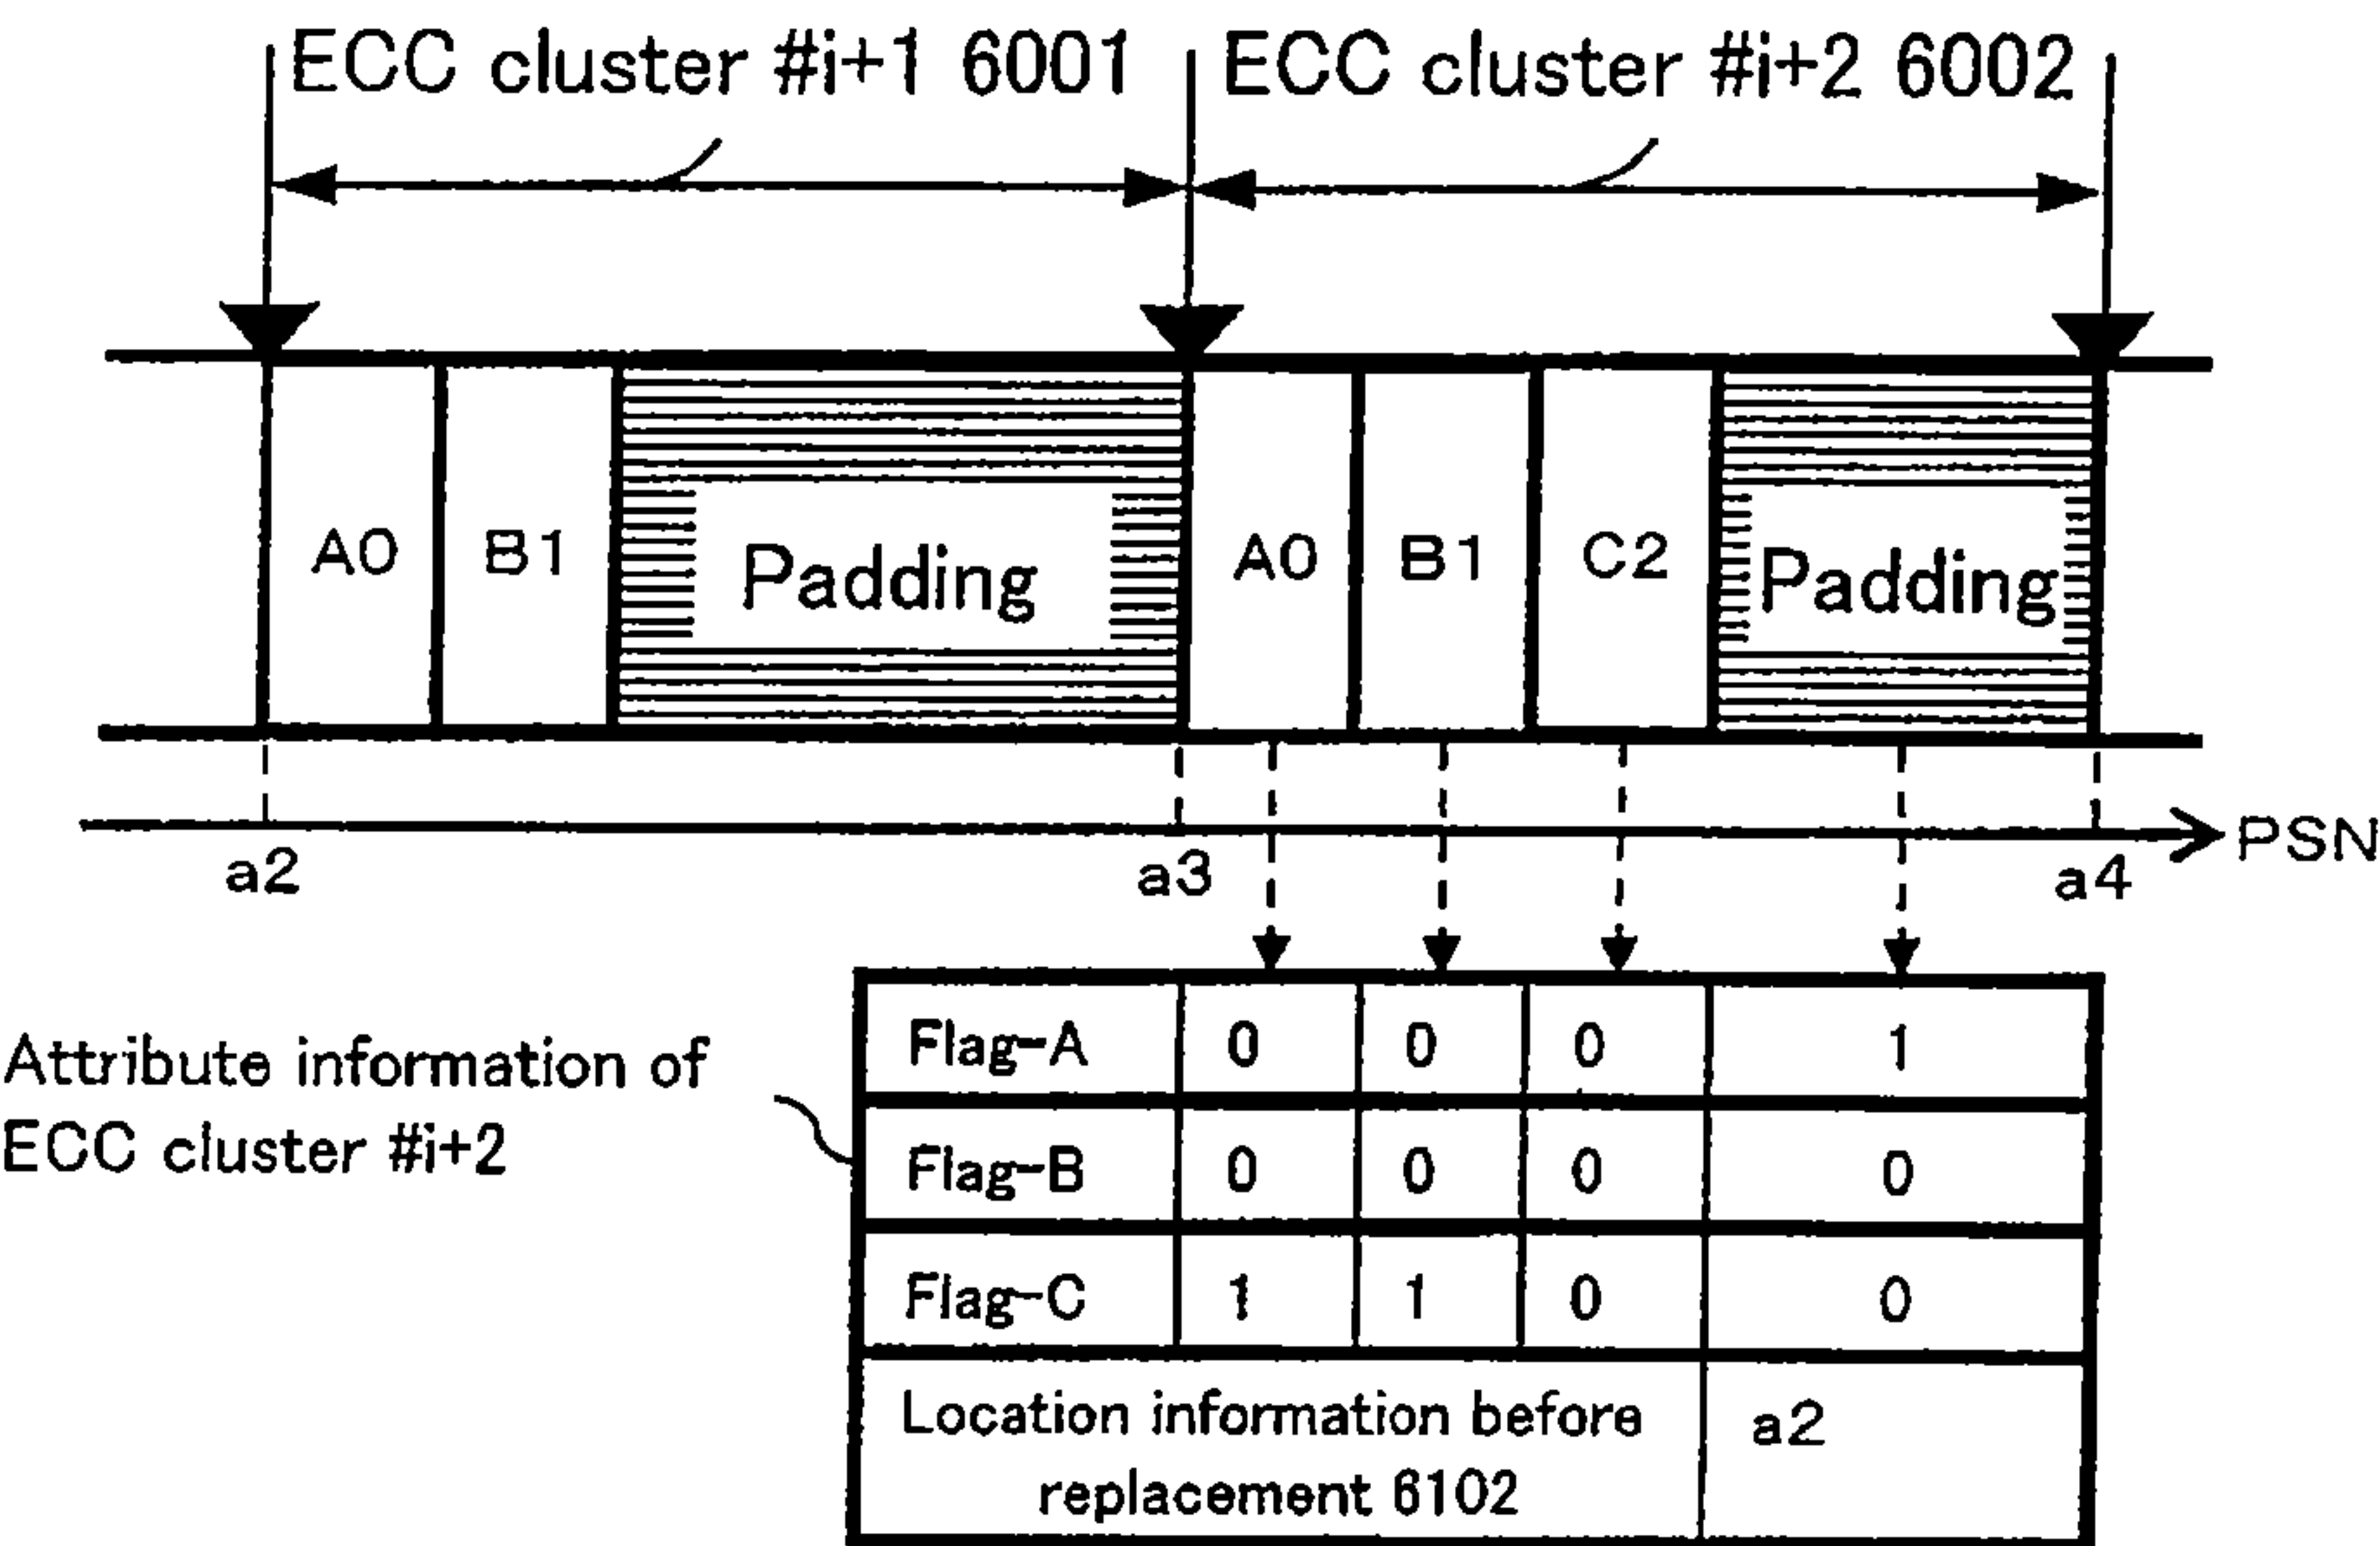 ECC cluster #i+1 6001 ECC cluster #i+2 6002
A0 B1 Padding A0 B1 C2 Padding
PSN
a2 a3 a4
Attribute information of
ECC cluster #i+2
Flag-A 0 0 0 1
Flag-B 0 0 0 0
Flag-C 1 1 0 0
Location information before a2
replacement 6102